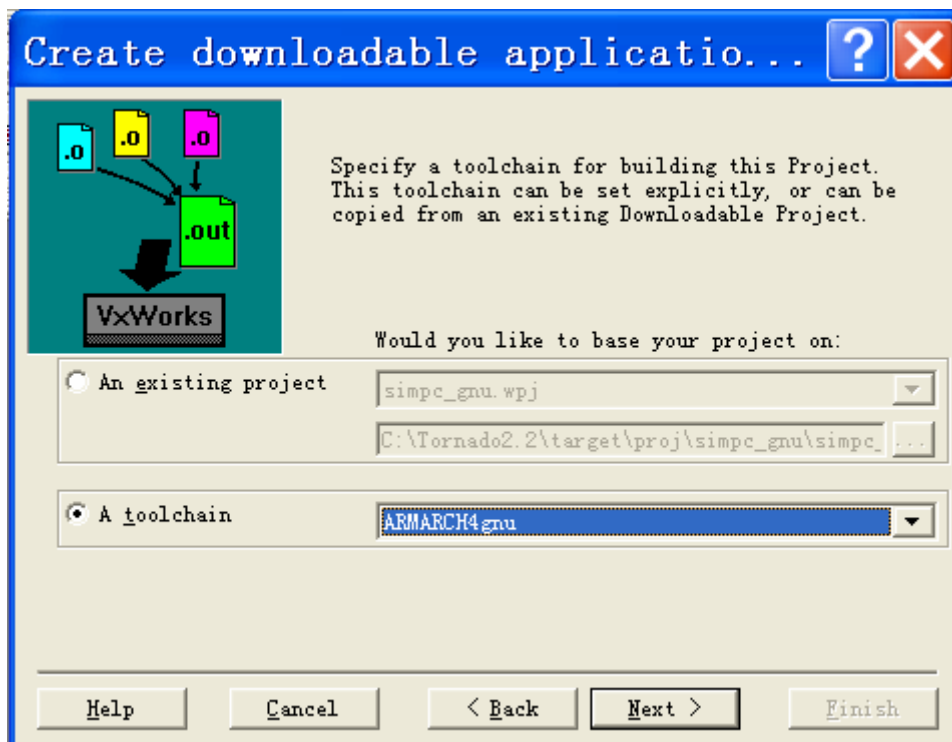 Create downloadable applicatio...
.o
.o
.o
.out
VxWorks
Specify a toolchain for building this Project.
This toolchain can be set explicitly, or can be
copied from an existing Downloadable Project.
Would you like to base your project on:
An existing project
simpc_gnu.wpj
C:\Tornado2.2\target\proj\simpc_gnu\simpc_
...
A toolchain
ARMARCH4gnu
Help
Cancel
< Back
Next >
Finish